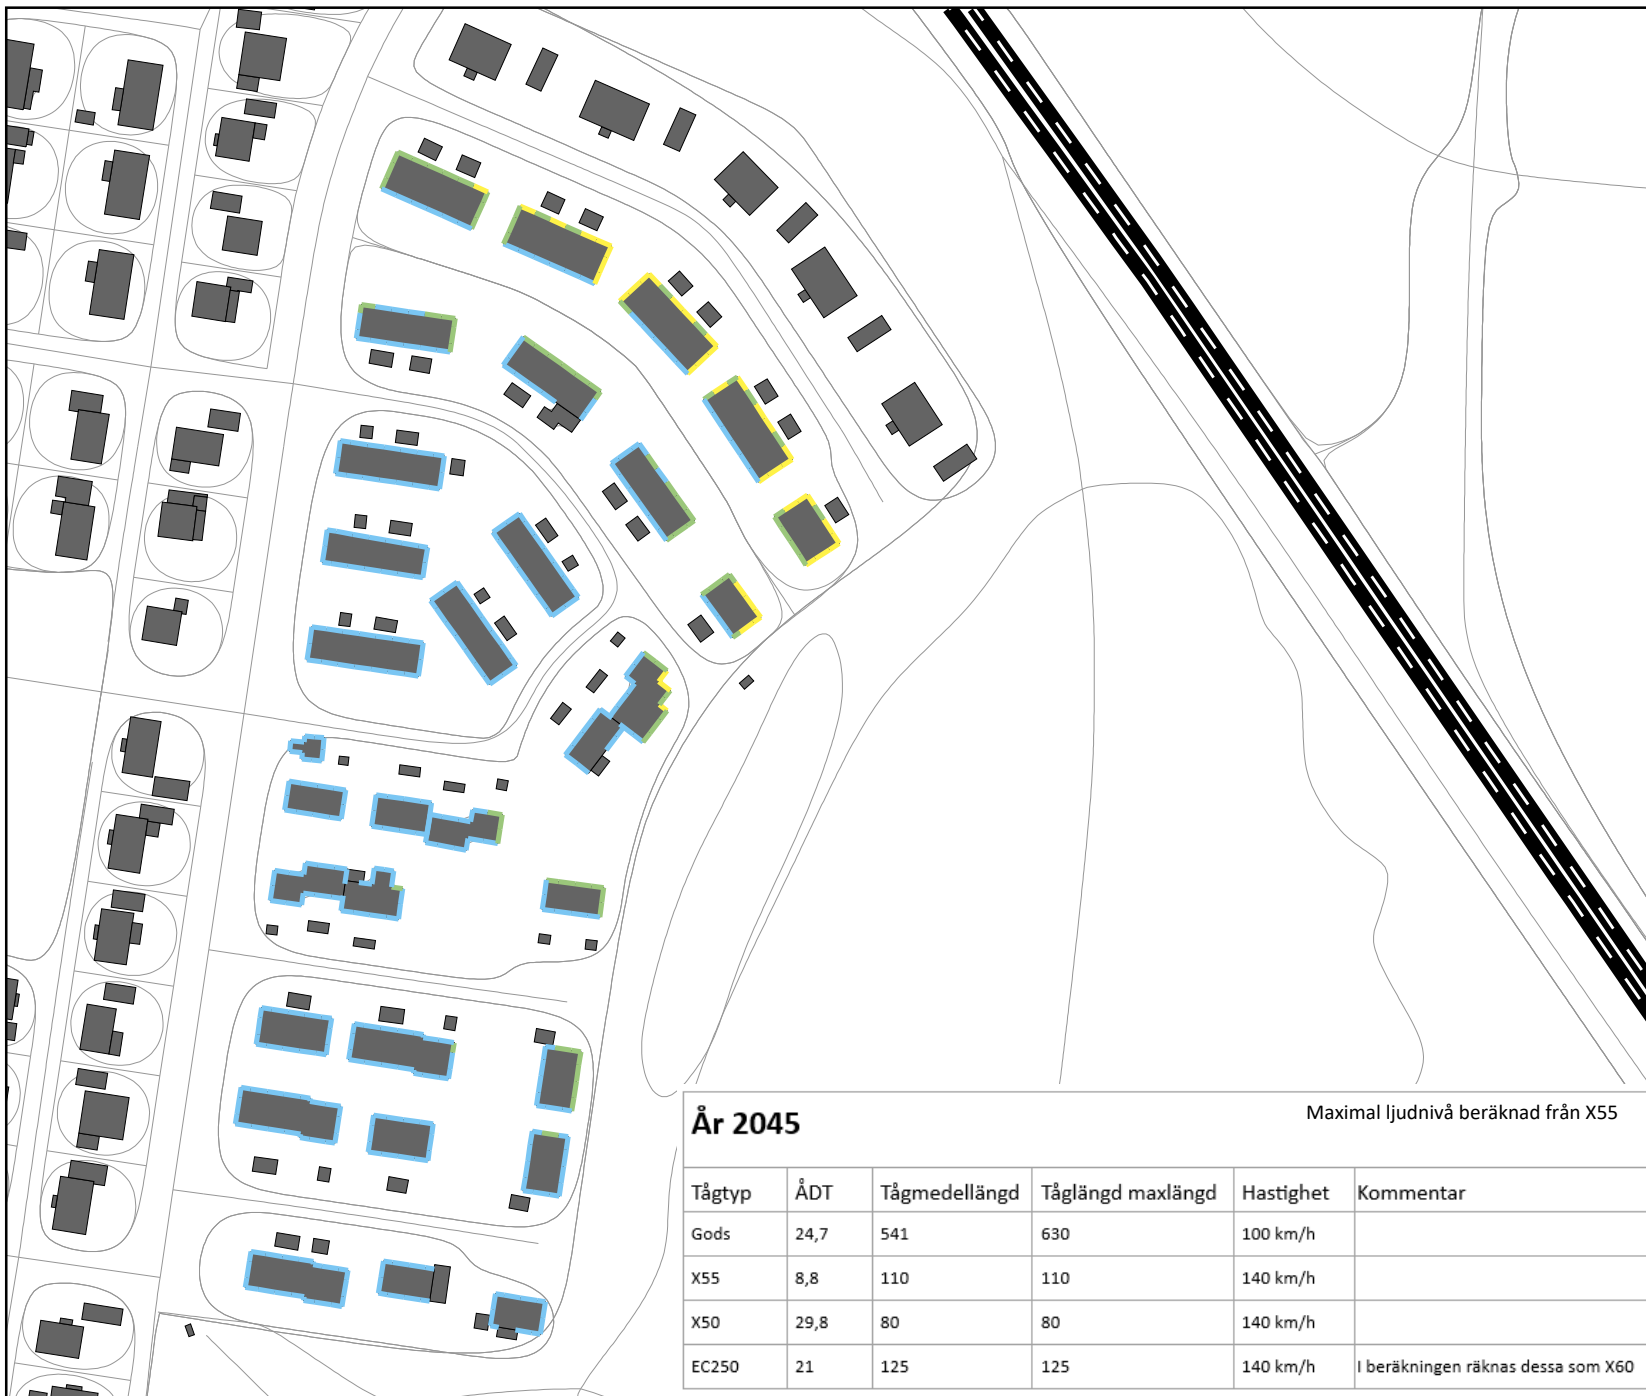 År 2045
Maximal ljudnivå beräknad från X55
Tågtyp ÅDT Tågmedellängd Tåglängd maxlängd Hastighet Kommentar
Gods 24,7 541 630 100 km/h
X55 8,8 110 110 140 km/h
X50 29,8 80 80 140 km/h
EC250 21 125 125 140 km/h I beräkningen räknas dessa som X60